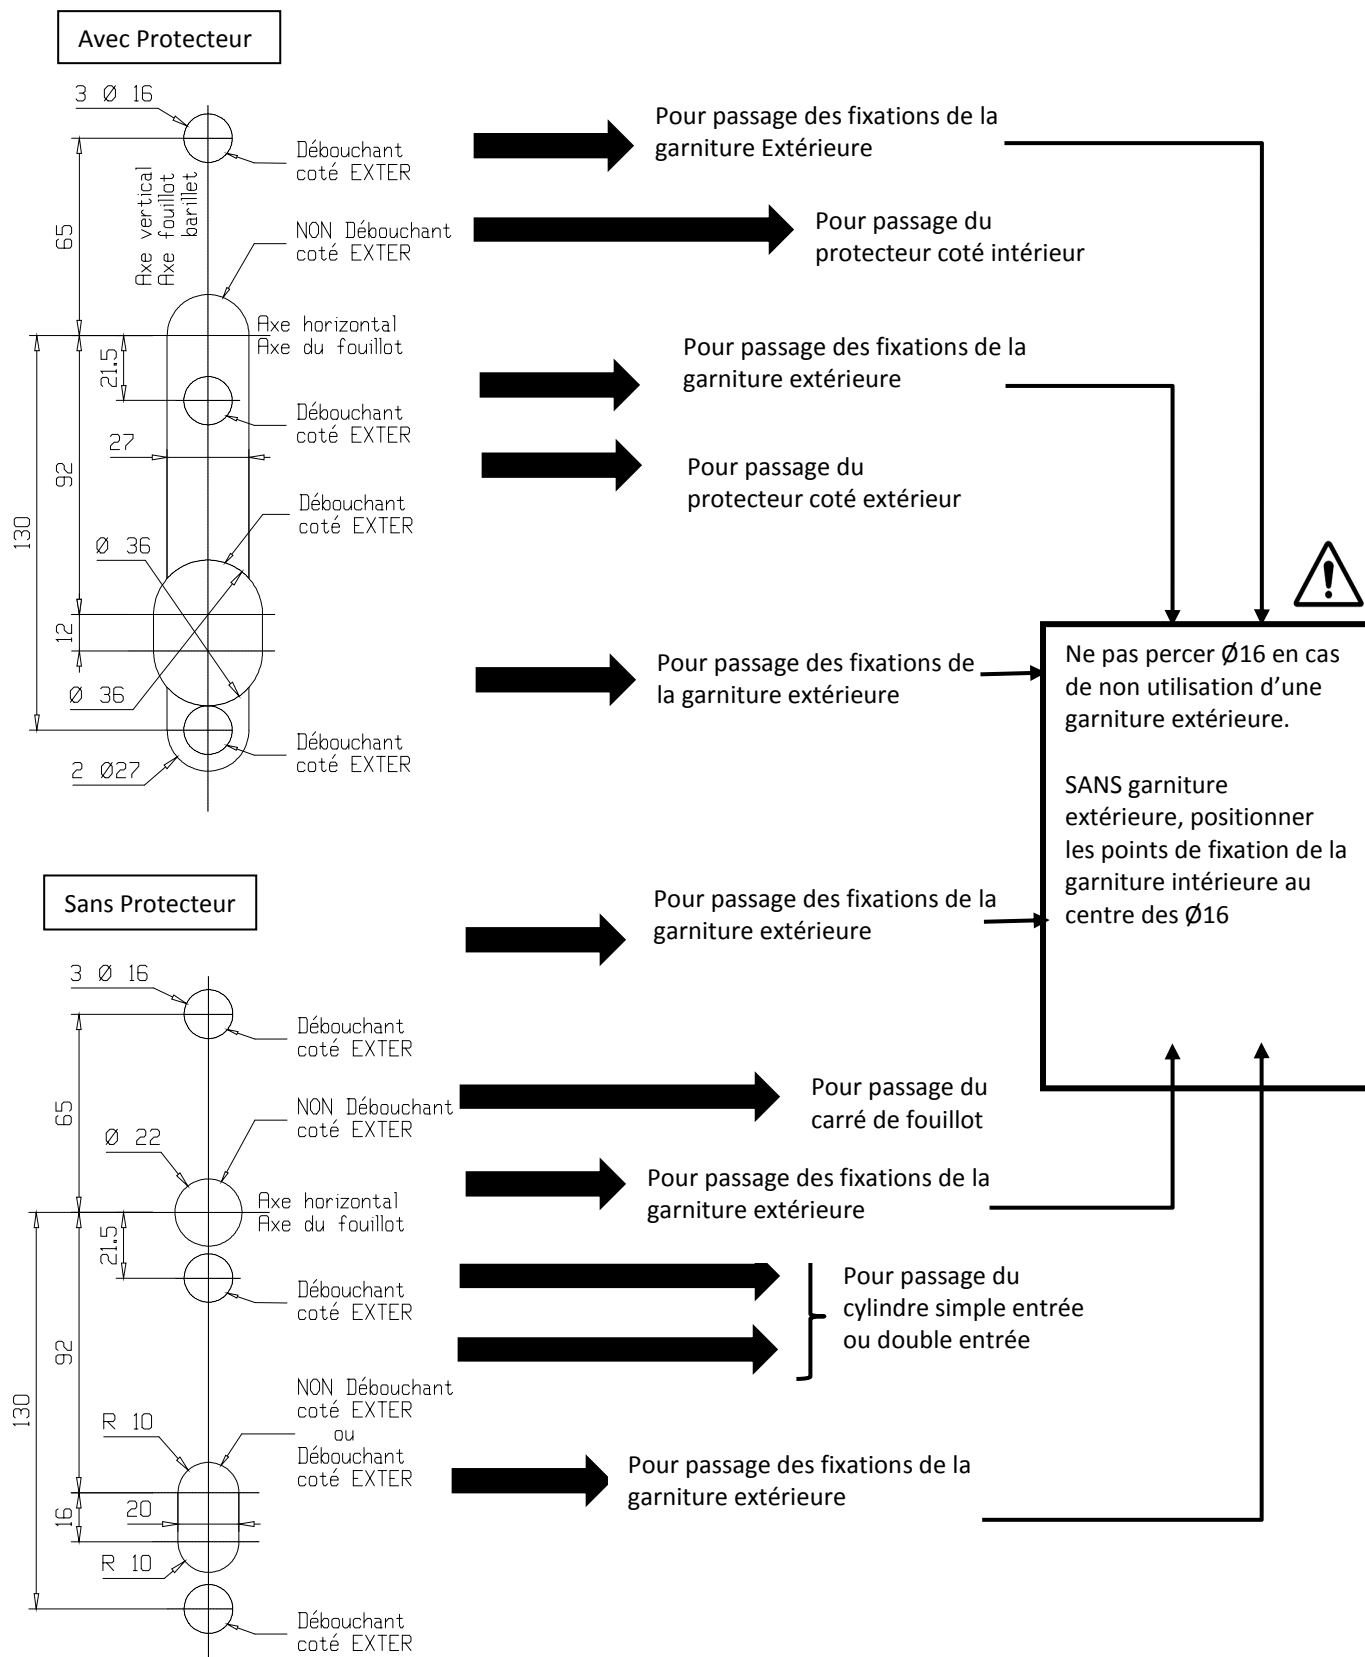 Avec Protecteur
3 Ø 16
Débouchant
coté EXTER
Axe vertical
Axe fouillot
barillet
65
NON Débouchant
coté EXTER
Axe horizontal
Axe du fouillot
21.5
Débouchant
coté EXTER
27
92
130
Débouchant
coté EXTER
Ø 36
12
Ø 36
Débouchant
coté EXTER
2 Ø27
Pour passage des fixations de la
garniture Extérieure
Pour passage du
protecteur coté intérieur
Pour passage des fixations de la
garniture extérieure
Pour passage du
protecteur coté extérieur
Pour passage des fixations de
la garniture extérieure
Ne pas percer Ø16 en cas
de non utilisation d’une
garniture extérieure.
SANS garniture
extérieure, positionner
les points de fixation de la
garniture intérieure au
centre des Ø16
Sans Protecteur
3 Ø 16
Débouchant
coté EXTER
65
NON Débouchant
coté EXTER
Ø 22
Axe horizontal
Axe du fouillot
21.5
Débouchant
coté EXTER
92
130
NON Débouchant
coté EXTER
ou
Débouchant
coté EXTER
R 10
16
20
R 10
Débouchant
coté EXTER
Pour passage des fixations de la
garniture extérieure
Pour passage du
carré de fouillot
Pour passage des fixations de la
garniture extérieure
Pour passage du
cylindre simple entrée
ou double entrée
Pour passage des fixations de la
garniture extérieure